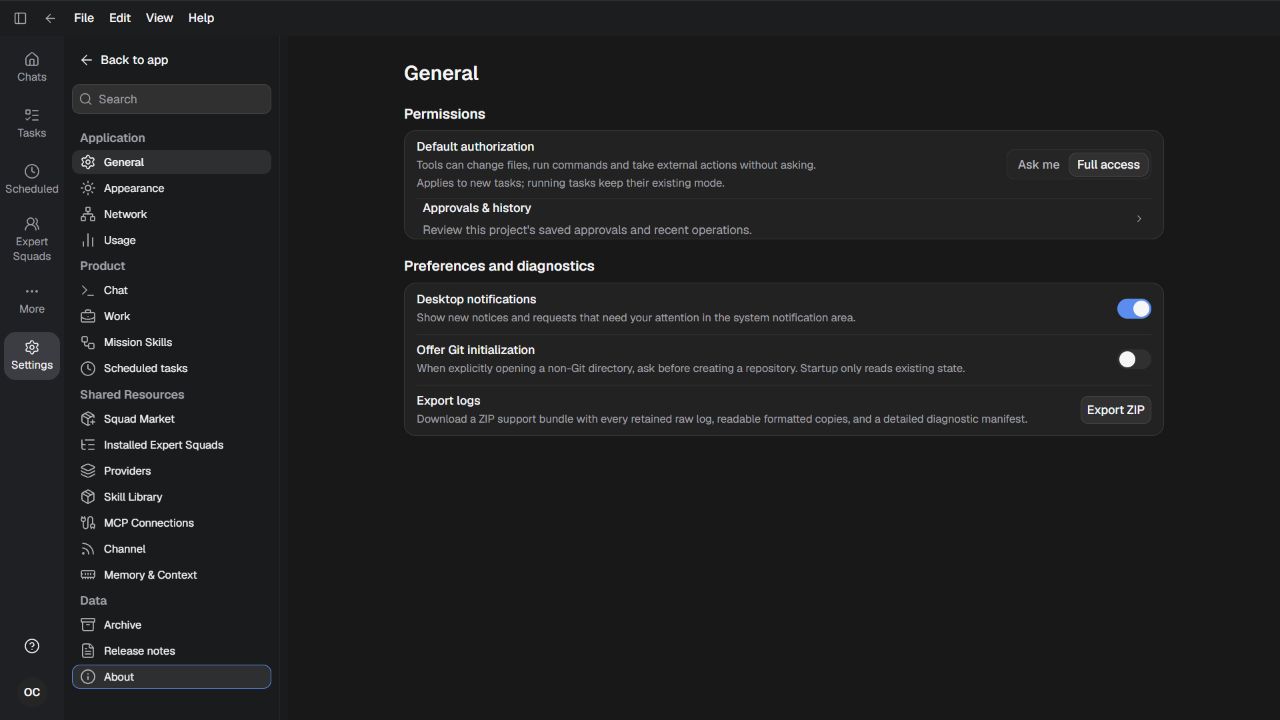 File Edit View Help
Chats
Tasks
Scheduled
Expert
Squads
More
Settings
OC
Back to app
Search
Application
General
Appearance
Network
Usage
Product
Chat
Work
Mission Skills
Scheduled tasks
Shared Resources
Squad Market
Installed Expert Squads
Providers
Skill Library
MCP Connections
Channel
Memory & Context
Data
Archive
Release notes
About
General
Permissions
Default authorization
Tools can change files, run commands and take external actions without asking.
Applies to new tasks; running tasks keep their existing mode.
Ask me Full access
Approvals & history
Review this project's saved approvals and recent operations.
Preferences and diagnostics
Desktop notifications
Show new notices and requests that need your attention in the system notification area.
Offer Git initialization
When explicitly opening a non-Git directory, ask before creating a repository. Startup only reads existing state.
Export logs
Download a ZIP support bundle with every retained raw log, readable formatted copies, and a detailed diagnostic manifest.
Export ZIP